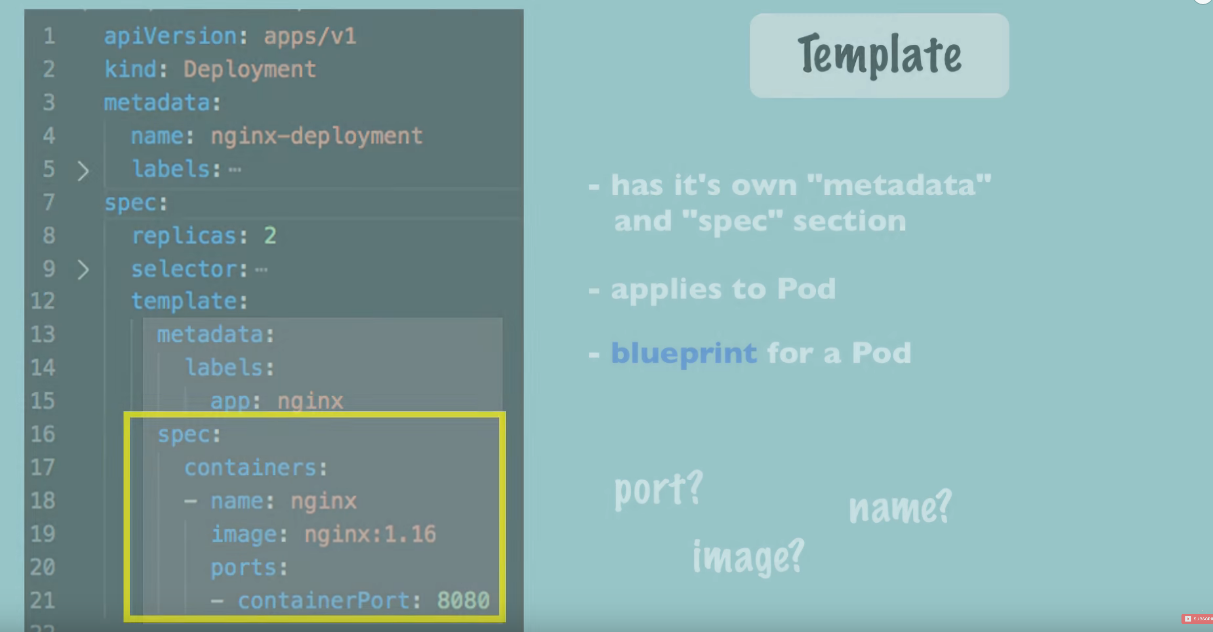 1 apiVersion: apps/v1
2 kind: Deployment
3 metadata:
4 name: nginx-deployment
5 > labels:⋯
7 spec:
8 replicas: 2
9 > selector:⋯
12 template:
13 metadata:
14 labels:
15 app: nginx
16 spec:
17 containers:
18 - name: nginx
19 image: nginx:1.16
20 ports:
21 - containerPort: 8080
22
Template
- has it's own "metadata"
and "spec" section
- applies to Pod
- blueprint for a Pod
port?
name?
image?